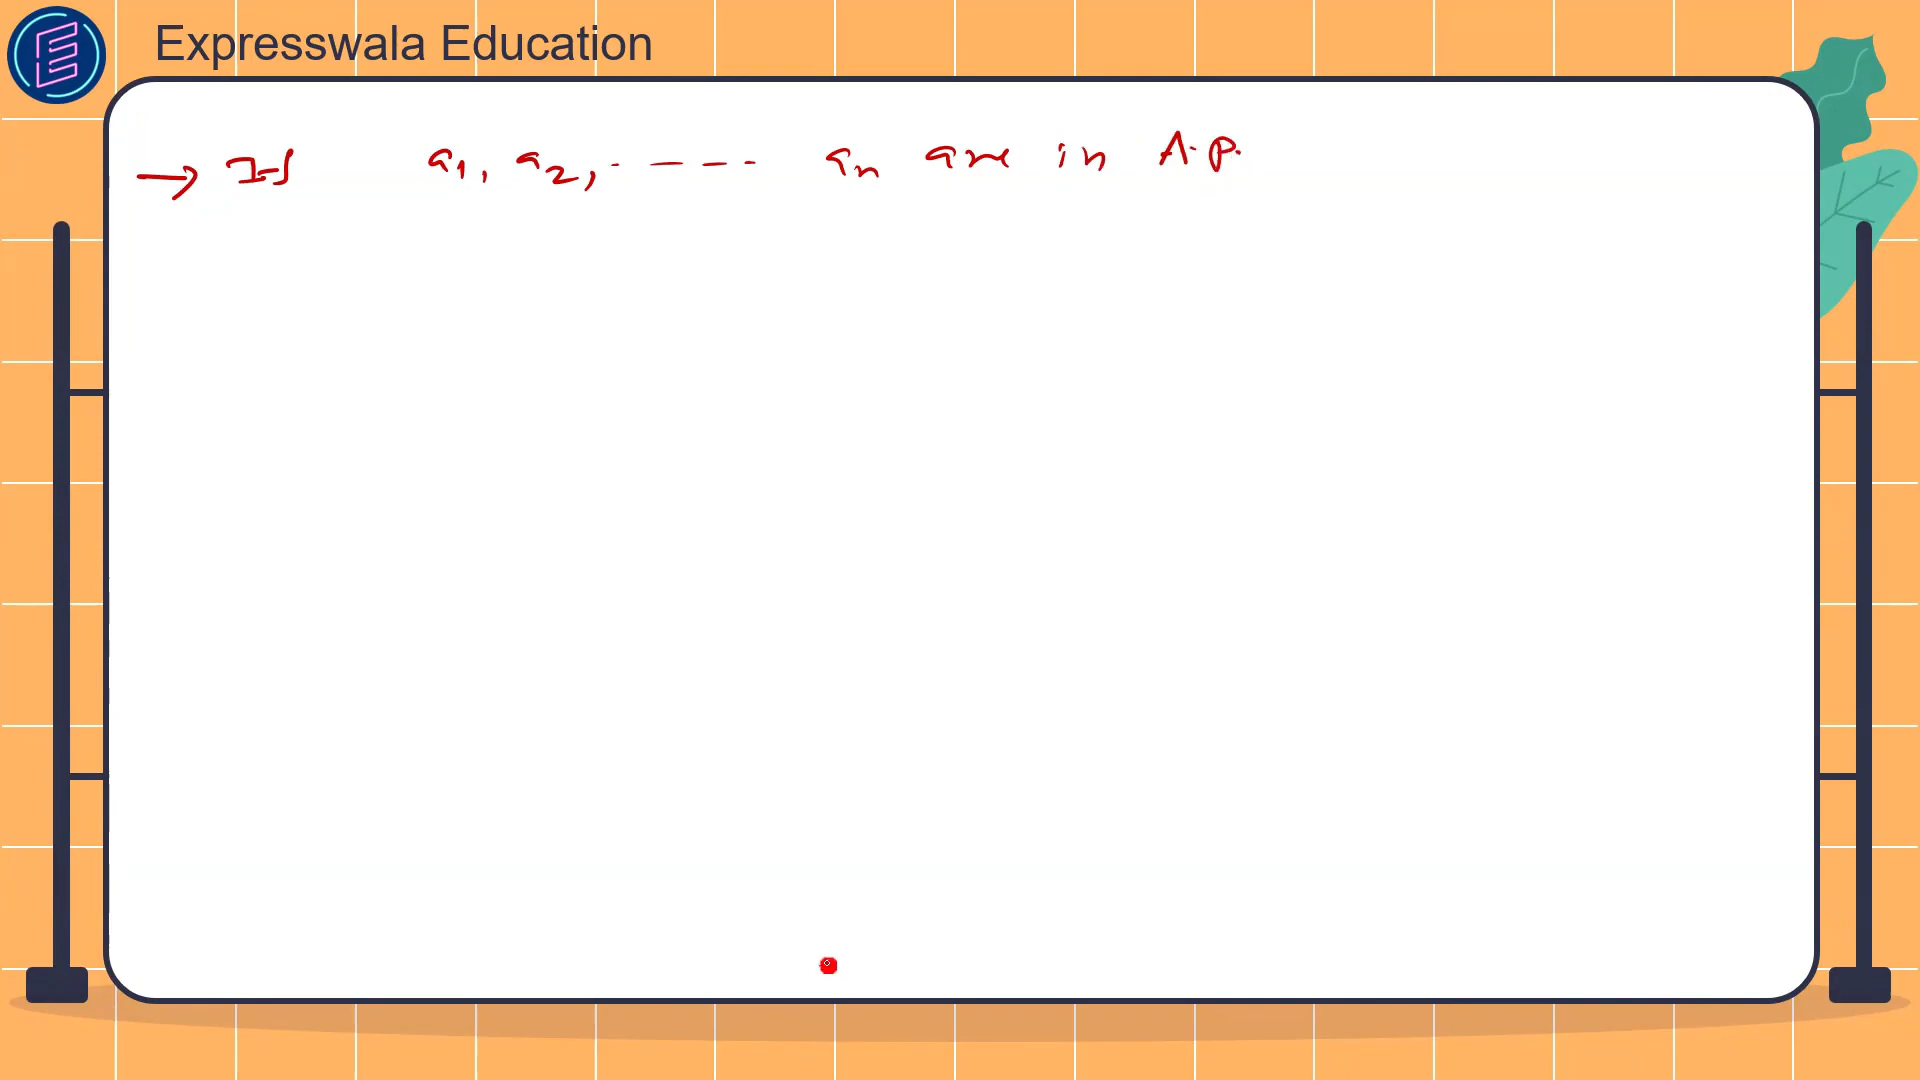 Expresswala Education
→ If a1, a2, . - - - - an are in A.P.